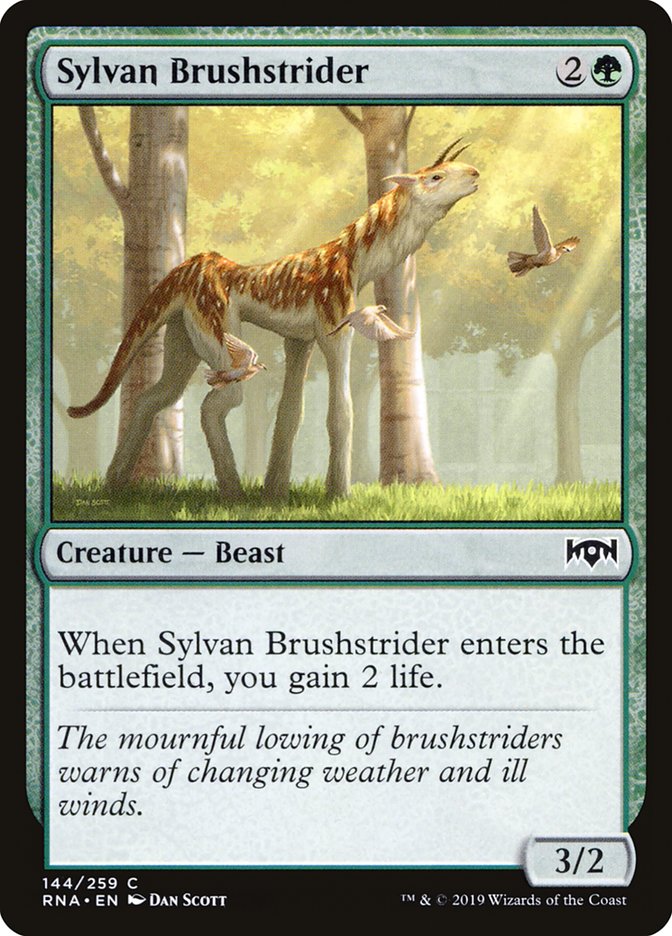 Sylvan Brushstrider 2
DAN SCOTT
Creature — Beast
When Sylvan Brushstrider enters the
battlefield, you gain 2 life.
The mournful lowing of brushstriders
warns of changing weather and ill
winds.
3/2
144/259 C
RNA • EN Dan Scott
™ & © 2019 Wizards of the Coast